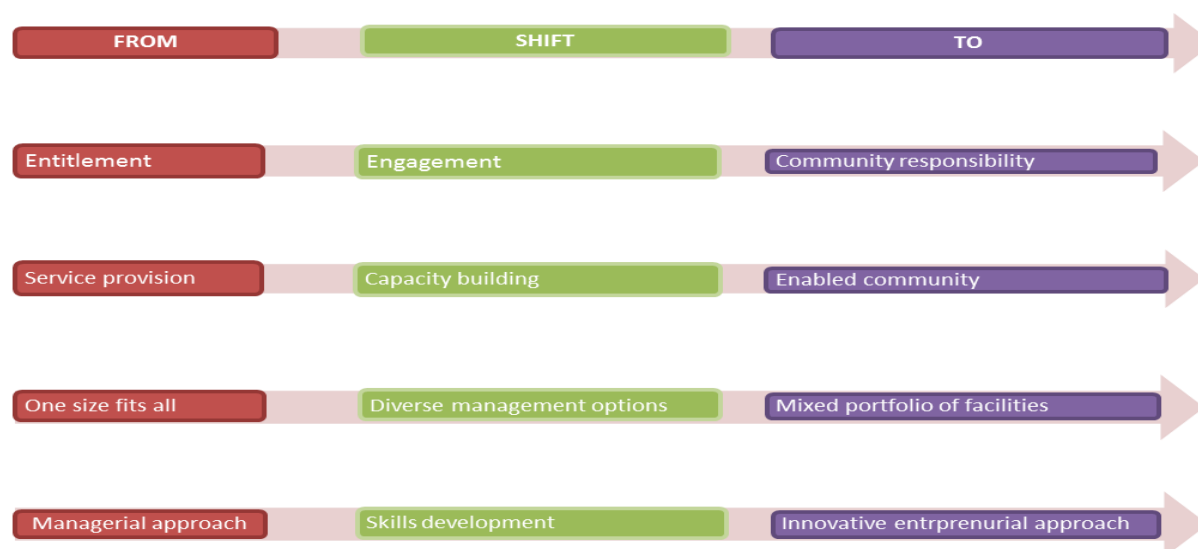 FROM SHIFT TO
Entitlement Engagement Community responsibility
Service provision Capacity building Enabled community
One size fits all Diverse management options Mixed portfolio of facilities
Managerial approach Skills development Innovative entrprenurial approach